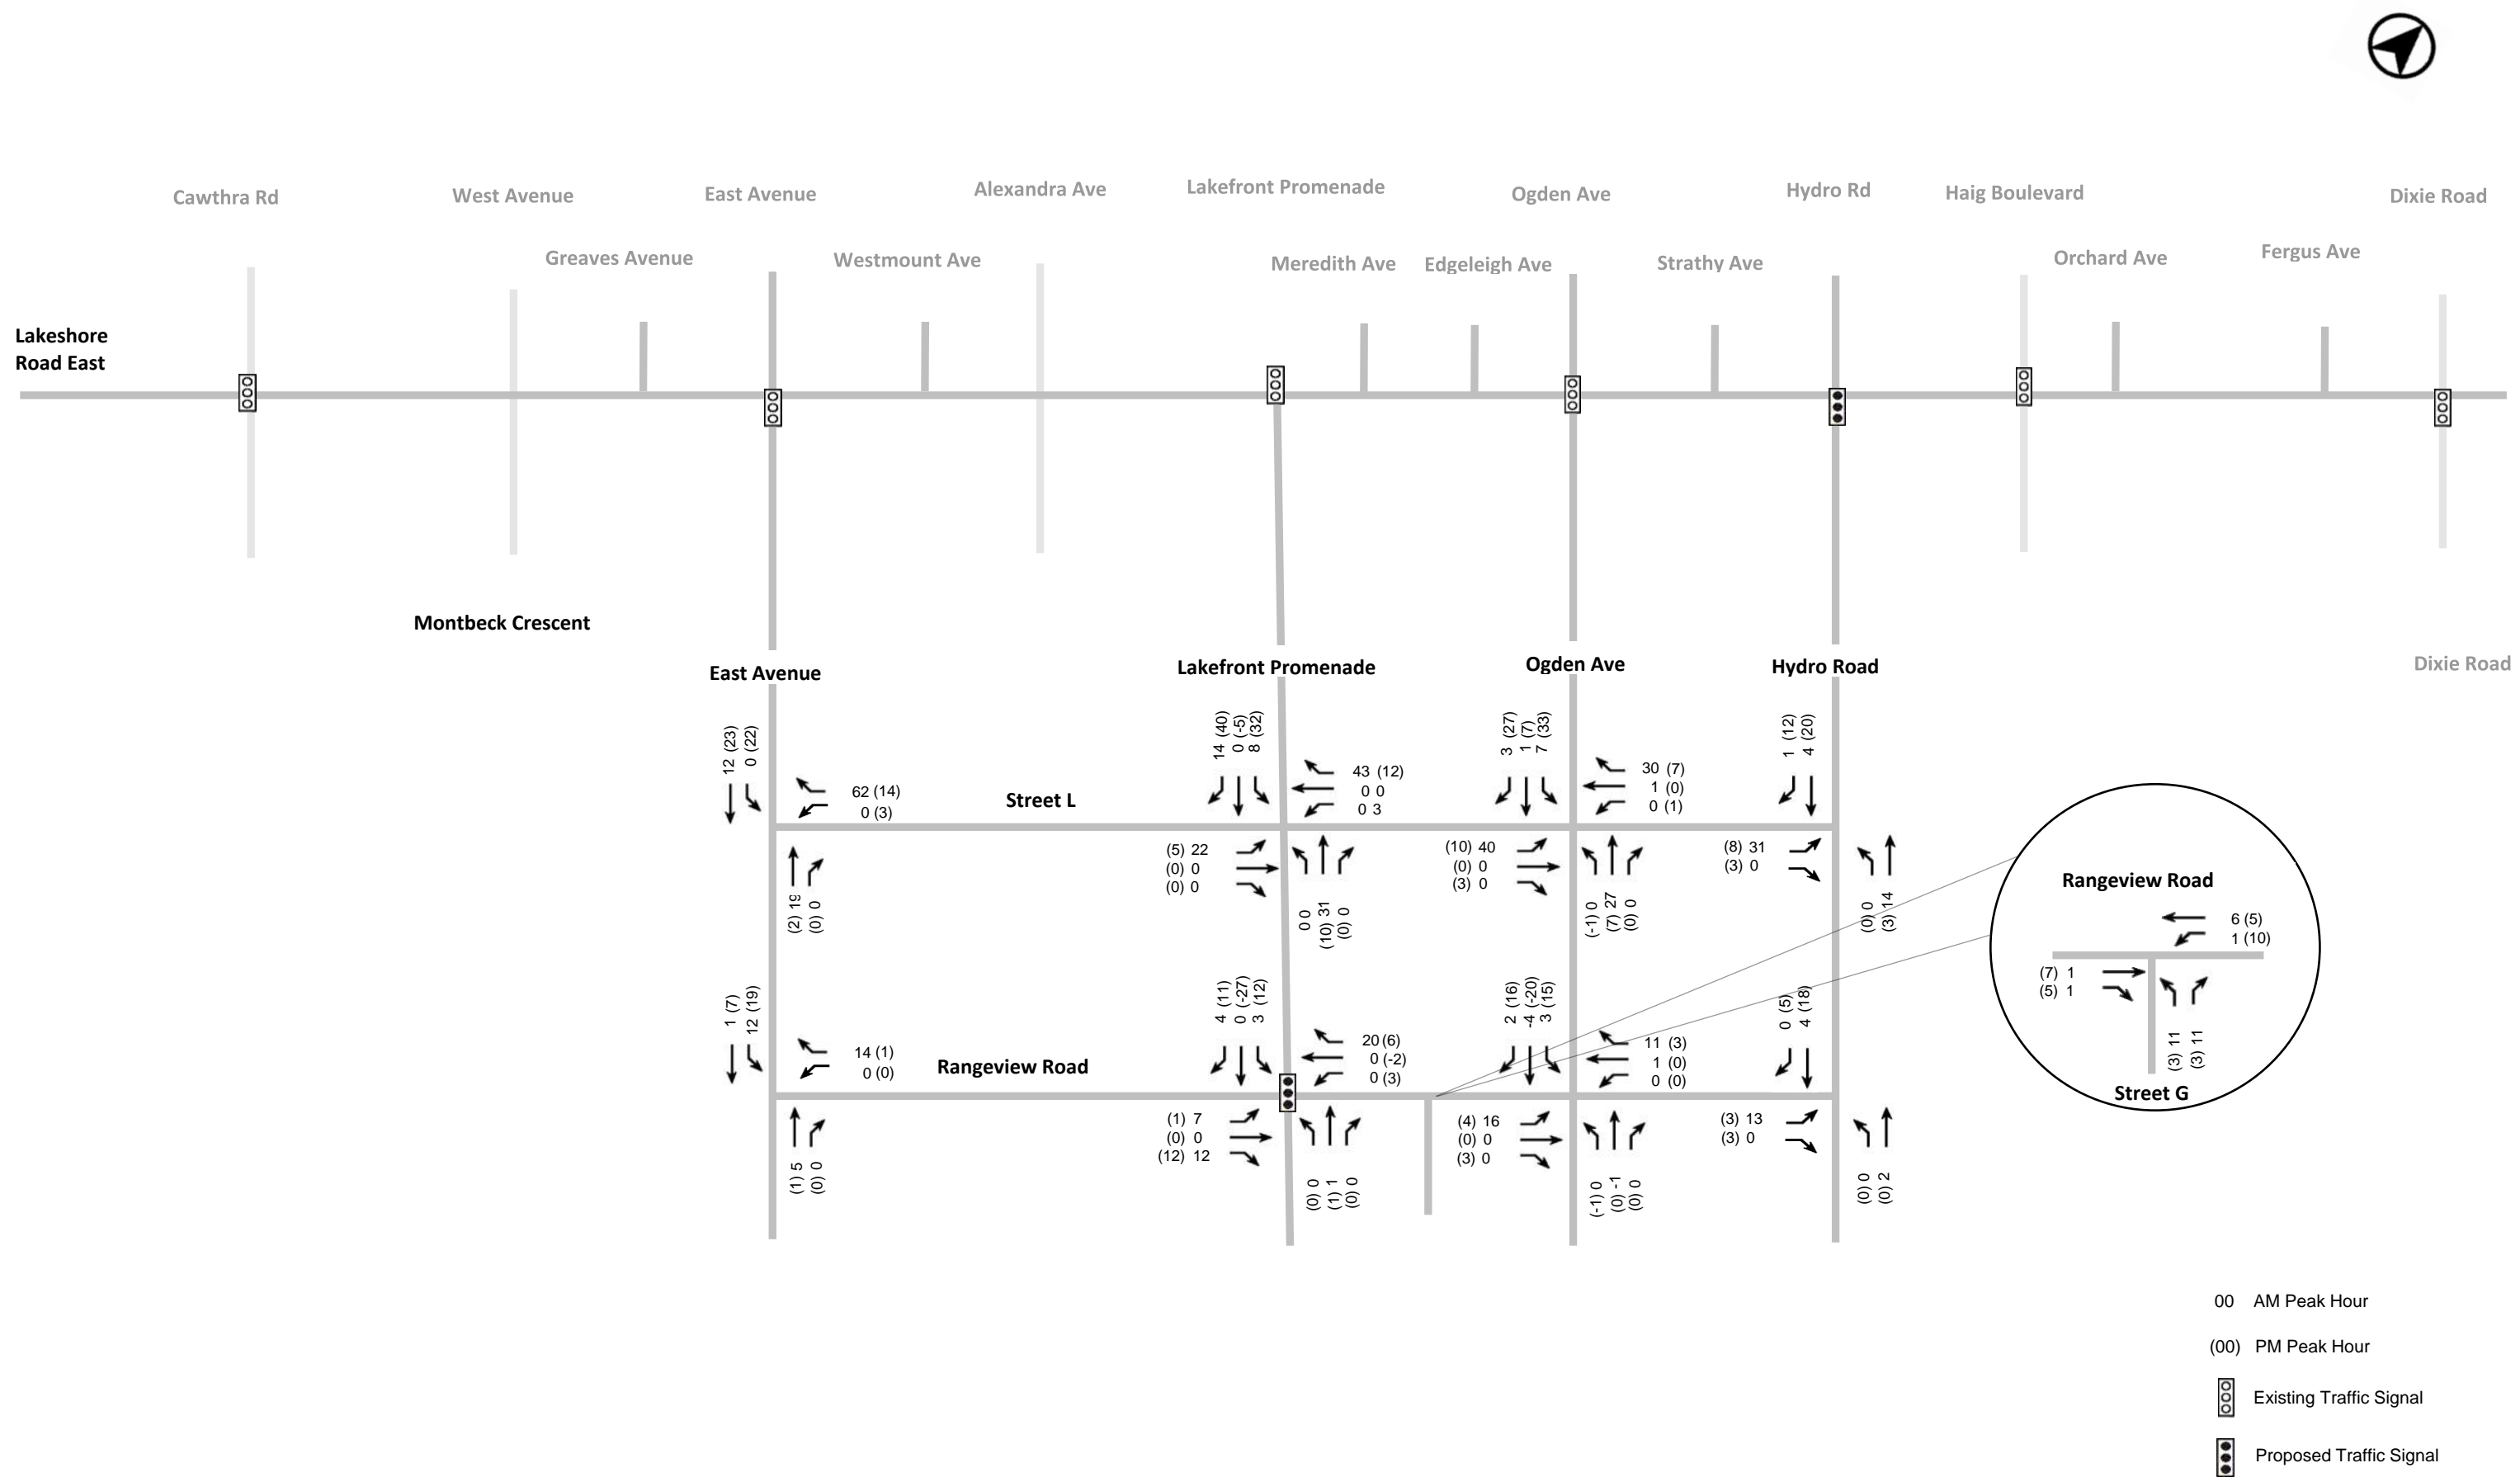 Cawthra Rd
West Avenue
East Avenue
Alexandra Ave
Lakefront Promenade
Ogden Ave
Hydro Rd
Haig Boulevard
Dixie Road
Greaves Avenue
Westmount Ave
Meredith Ave
Edgeleigh Ave
Strathy Ave
Orchard Ave
Fergus Ave
Lakeshore
Road East
Montbeck Crescent
East Avenue
Lakefront Promenade
Ogden Ave
Hydro Road
Dixie Road
12 (23)
0 (22)
62 (14)
0 (3)
Street L
14 (40)
0 (-5)
8 (32)
43 (12)
0 0
0 3
3 (27)
1 (7)
7 (33)
30 (7)
1 (0)
0 (1)
1 (12)
4 (20)
(2) 19
(0) 0
(5) 22
(0) 0
(0) 0
0 0
(10) 31
(0) 0
(10) 40
(0) 0
(3) 0
(-1) 0
(7) 27
(0) 0
(8) 31
(3) 0
(0) 0
(3) 14
Rangeview Road
6 (5)
1 (10)
(7) 1
(5) 1
(3) 11
(3) 11
Street G
1 (7)
12 (19)
14 (1)
0 (0)
Rangeview Road
4 (11)
0 (-27)
3 (12)
20 (6)
0 (-2)
0 (3)
2 (16)
-4 (-20)
3 (15)
11 (3)
1 (0)
0 (0)
0 (5)
4 (18)
(1) 5
(0) 0
(1) 7
(0) 0
(12) 12
(0) 0
(1) 1
(0) 0
(4) 16
(0) 0
(3) 0
(-1) 0
(0) -1
(0) 0
(3) 13
(3) 0
(0) 0
(0) 2
00 AM Peak Hour
(00) PM Peak Hour
Existing Traffic Signal
Proposed Traffic Signal